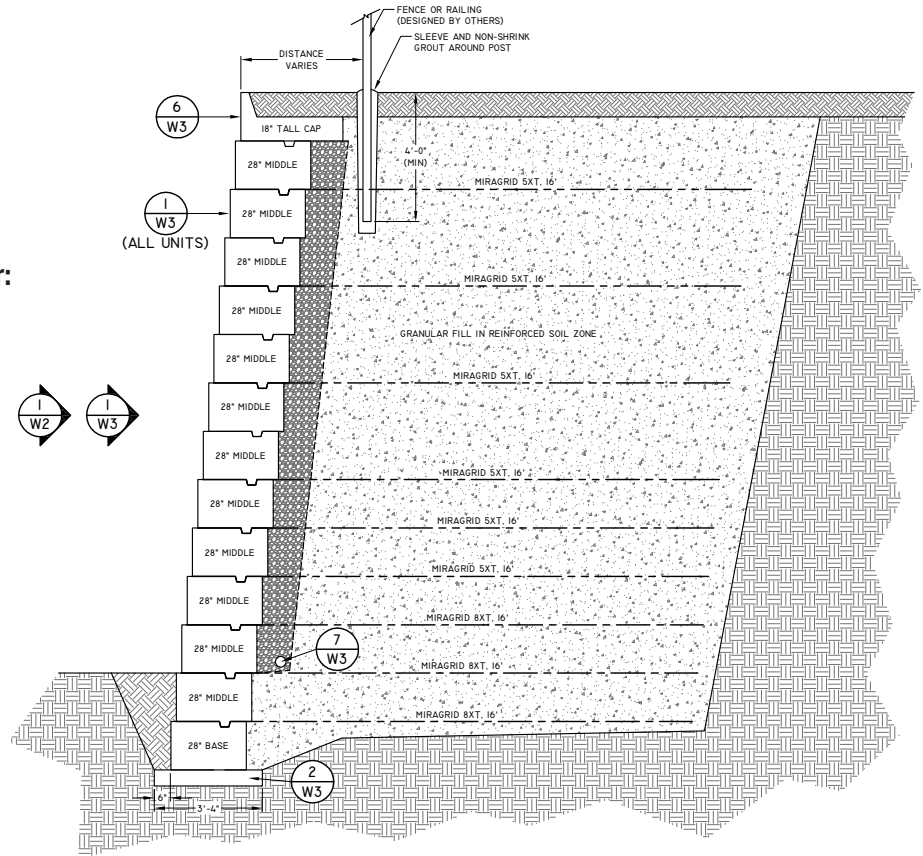 FENCE OR RAILING
(DESIGNED BY OTHERS)
SLEEVE AND NON-SHRINK
GROUT AROUND POST
DISTANCE
VARIES
6
W3
18" TALL CAP
4'-0"
(MIN)
28" MIDDLE
MIRAGRID 5XT, 16'
1
W3
(ALL UNITS)
28" MIDDLE
28" MIDDLE
r:
MIRAGRID 5XT, 16'
28" MIDDLE
GRANULAR FILL IN REINFORCED SOIL ZONE
28" MIDDLE
MIRAGRID 5XT, 16'
1
W2
1
W3
28" MIDDLE
28" MIDDLE
MIRAGRID 5XT, 16'
28" MIDDLE
MIRAGRID 5XT, 16'
28" MIDDLE
MIRAGRID 5XT, 16'
28" MIDDLE
MIRAGRID 8XT, 16'
28" MIDDLE
7
W3
MIRAGRID 8XT, 16'
28" MIDDLE
MIRAGRID 8XT, 16'
28" BASE
2
W3
6"
3'-4"